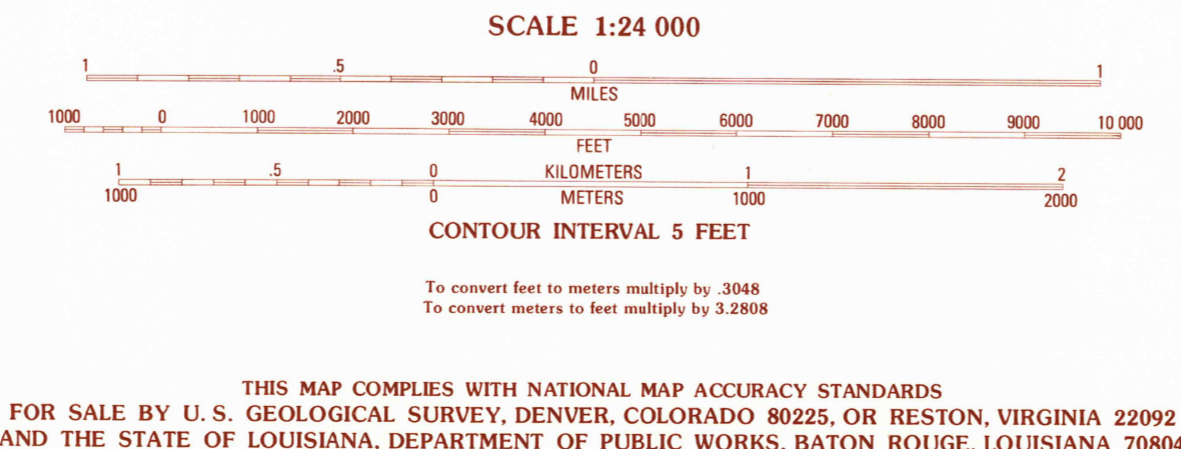 SCALE 1:24 000
1 .5 0 1
MILES
1000 0 1000 2000 3000 4000 5000 6000 7000 8000 9000 10 000
FEET
1 .5 0 KILOMETERS 1 2
1000 0 METERS 1000 2000
CONTOUR INTERVAL 5 FEET
To convert feet to meters multiply by .3048
To convert meters to feet multiply by 3.2808
THIS MAP COMPLIES WITH NATIONAL MAP ACCURACY STANDARDS
FOR SALE BY U. S. GEOLOGICAL SURVEY, DENVER, COLORADO 80225, OR RESTON, VIRGINIA 22092
AND THE STATE OF LOUISIANA, DEPARTMENT OF PUBLIC WORKS, BATON ROUGE, LOUISIANA 70804